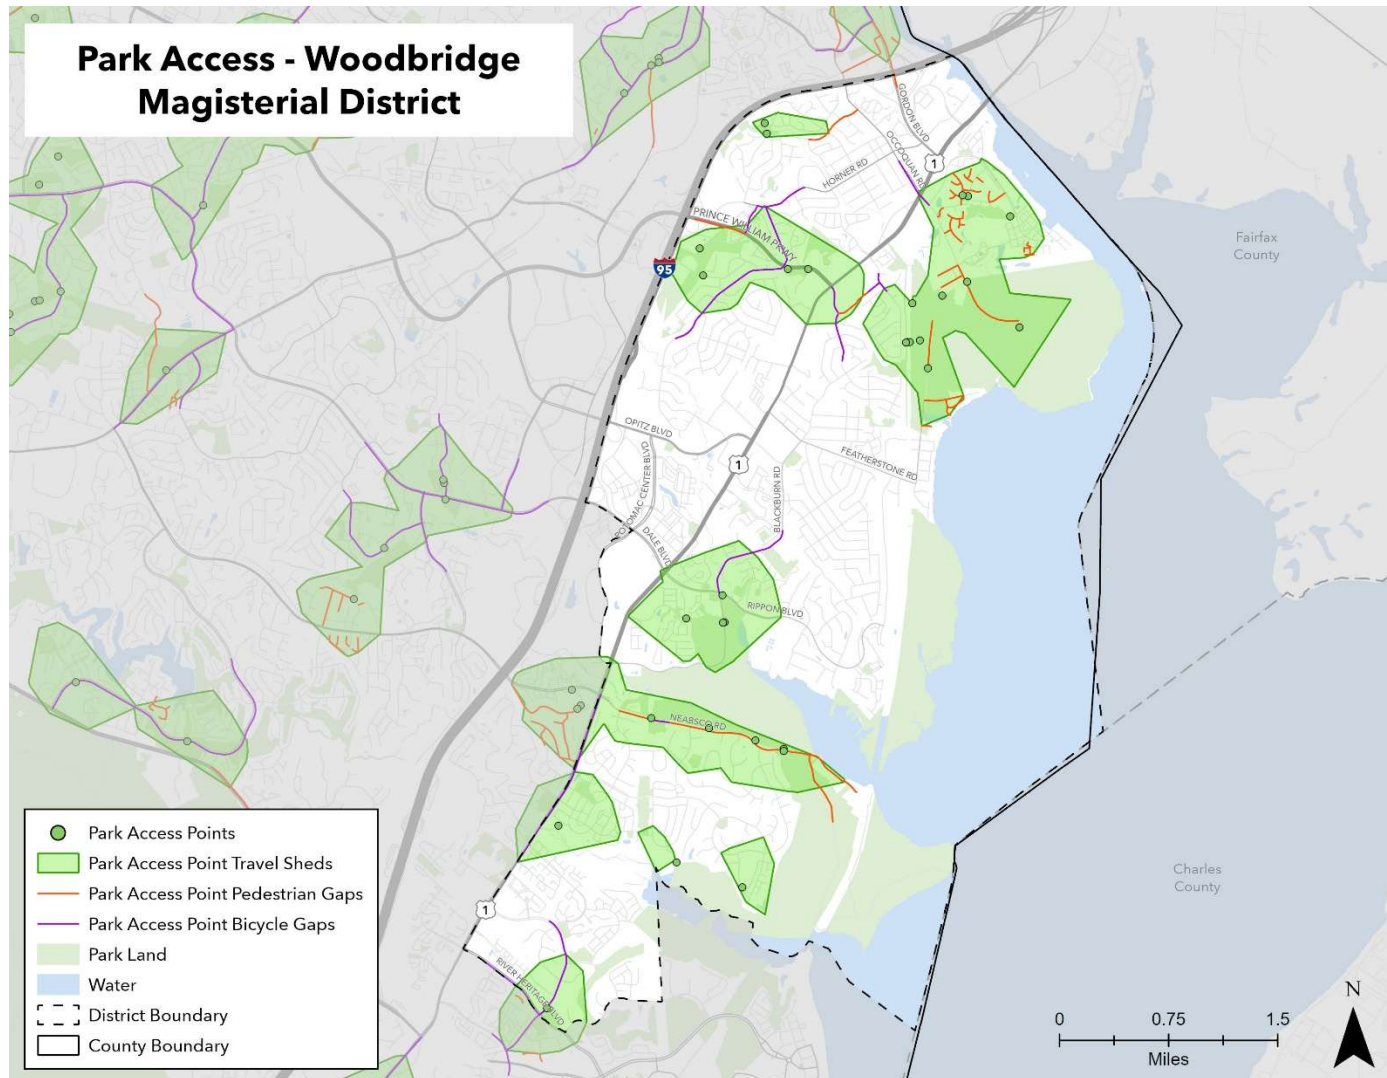 Park Access - Woodbridge
Magisterial District
GORDON BLVD
OCCOQUAN RD
1
HORNER RD
PRINCE WILLIAM PKWY
95
Fairfax
County
OPITZ BLVD
1
FEATHERSTONE RD
POTOMAC CENTER BLVD
BLACKBURN RD
DALE BLVD
RIPPON BLVD
NEABSCO RD
Charles
County
1
RIVER HERITAGE BLVD
Park Access Points
Park Access Point Travel Sheds
Park Access Point Pedestrian Gaps
Park Access Point Bicycle Gaps
Park Land
Water
District Boundary
County Boundary
N
0 0.75 1.5
Miles